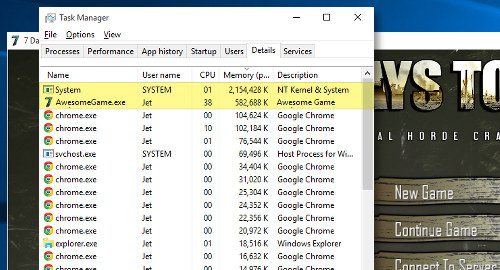 Task Manager
File Options View
7 Da
Processes Performance App history Startup Users Details Services
Name User name CPU Memory (p... Description
System SYSTEM 01 2,154,428 K NT Kernel & System
AwesomeGame.exe Jet 38 582,688 K Awesome Game
chrome.exe Jet 00 104,624 K Google Chrome
chrome.exe Jet 10 102,184 K Google Chrome
chrome.exe Jet 01 76,544 K Google Chrome
svchost.exe SYSTEM 00 69,496 K Host Process for Wi...
chrome.exe Jet 00 34,404 K Google Chrome
chrome.exe Jet 00 31,020 K Google Chrome
chrome.exe Jet 00 25,304 K Google Chrome
chrome.exe Jet 00 24,352 K Google Chrome
chrome.exe Jet 00 22,356 K Google Chrome
chrome.exe Jet 00 20,972 K Google Chrome
explorer.exe Jet 01 18,516 K Windows Explorer
chrome.exe Jet 00 16,632 K Google Chrome
chrome.exe Jet 00 14,876 K Google Chrome
AYS TO
AL HORDE CRA
New Game
Continue Game
Connect To Server